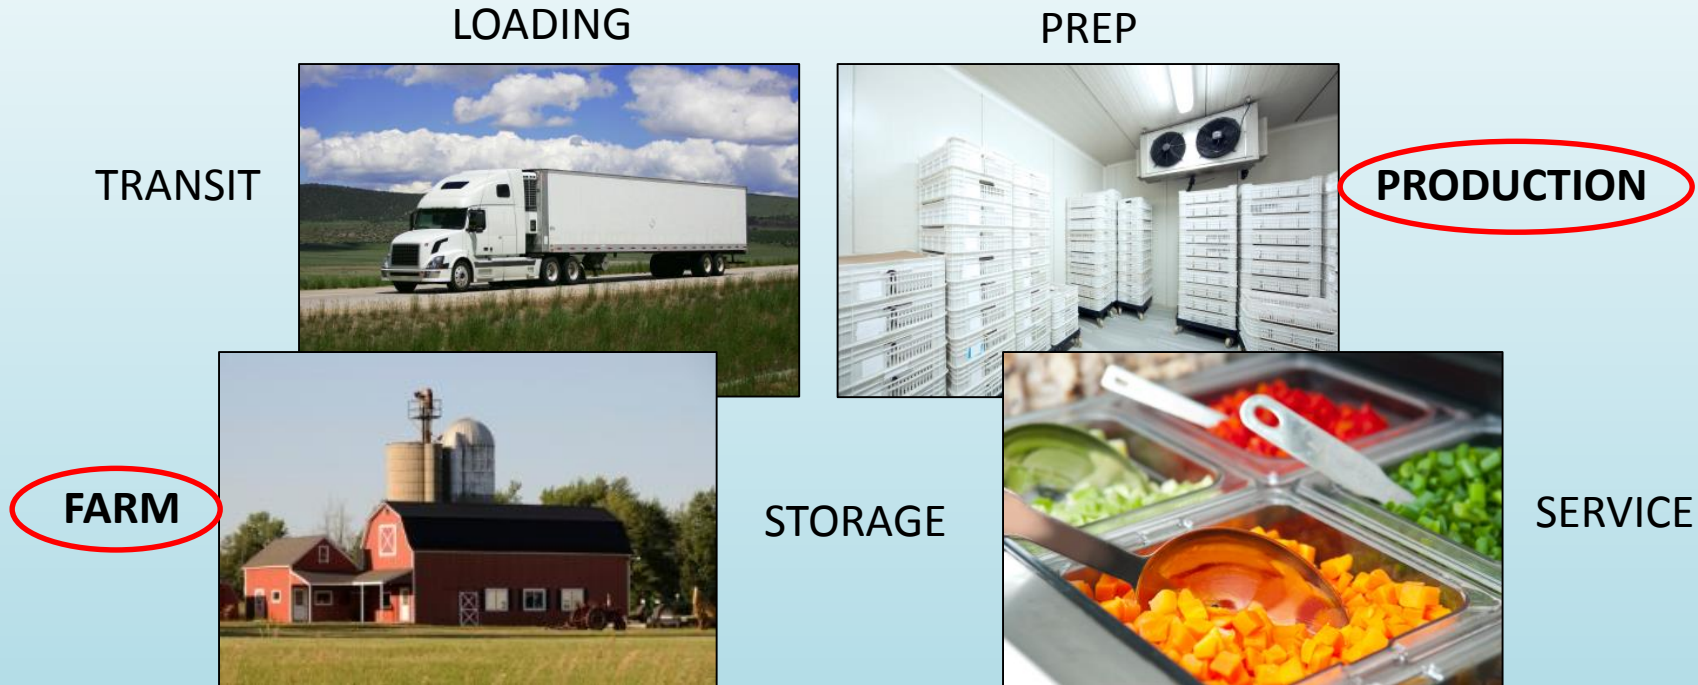 LOADING
PREP
TRANSIT
PRODUCTION
FARM
STORAGE
SERVICE